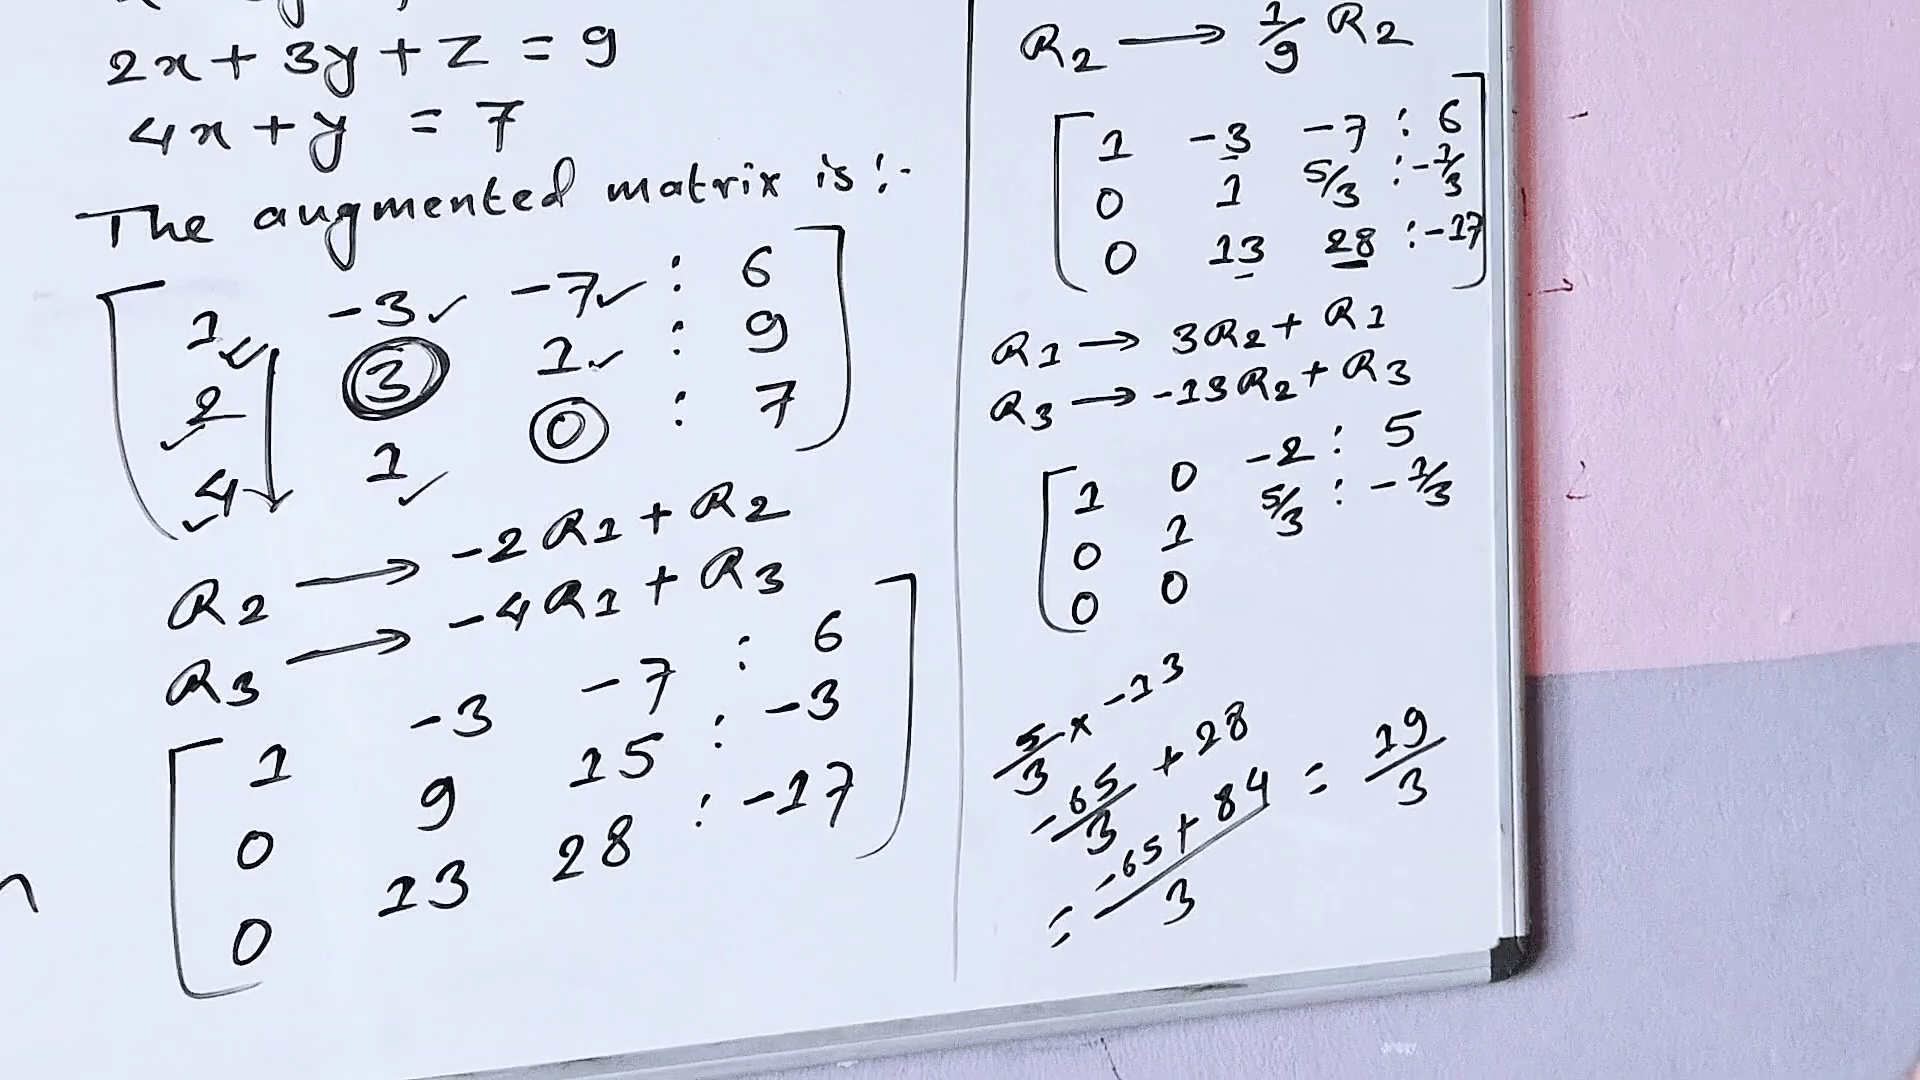 2x + 3y + z = 9
4x + y = 7
The augmented matrix is :-
1 -3 -7 : 6
2 3 1 : 9
4 1 0 : 7
R2 → -2R1 + R2
R3 → -4R1 + R3
1 -3 -7 : 6
0 9 15 : -3
0 13 28 : -17
R2 → 1/9 R2
1 -3 -7 : 6
0 1 5/3 : -1/3
0 13 28 : -17
R1 → 3R2 + R1
R3 → -13R2 + R3
1 0 -2 : 5
0 1 5/3 : -1/3
0 0
5/3 x -13
-65/3 + 28
= -65 + 84/3 = 19/3